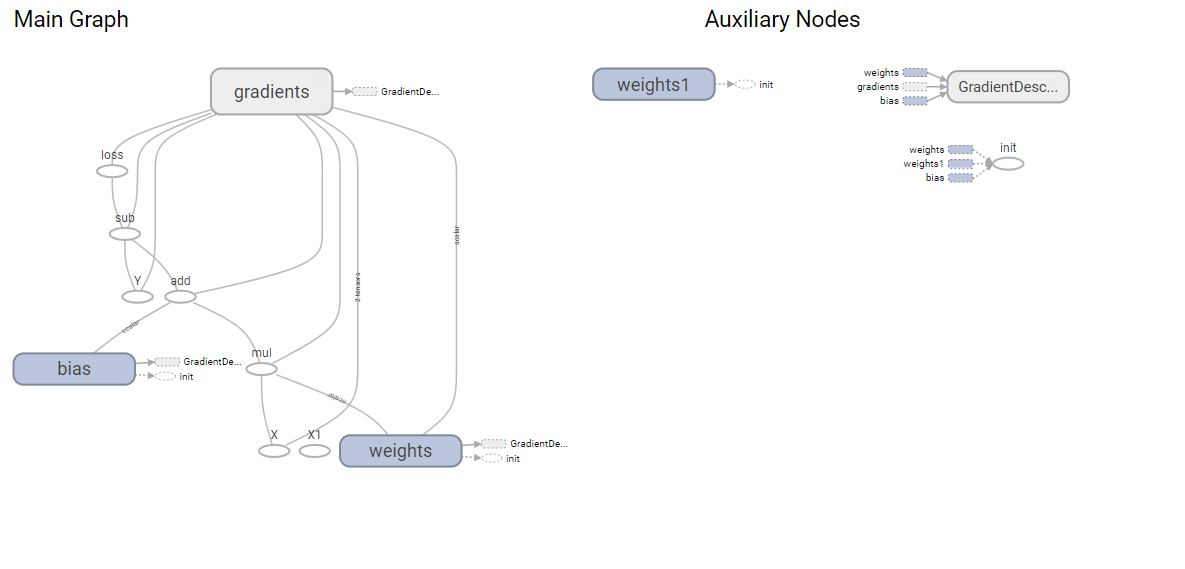 Main Graph
Auxiliary Nodes
gradients
GradientDe...
weights1
init
weights
gradients
bias
GradientDesc...
loss
init
weights
weights1
bias
sub
scalar
Y
add
2 tensors
scalar
bias
GradientDe...
init
mul
scalar
X
X1
weights
GradientDe...
init